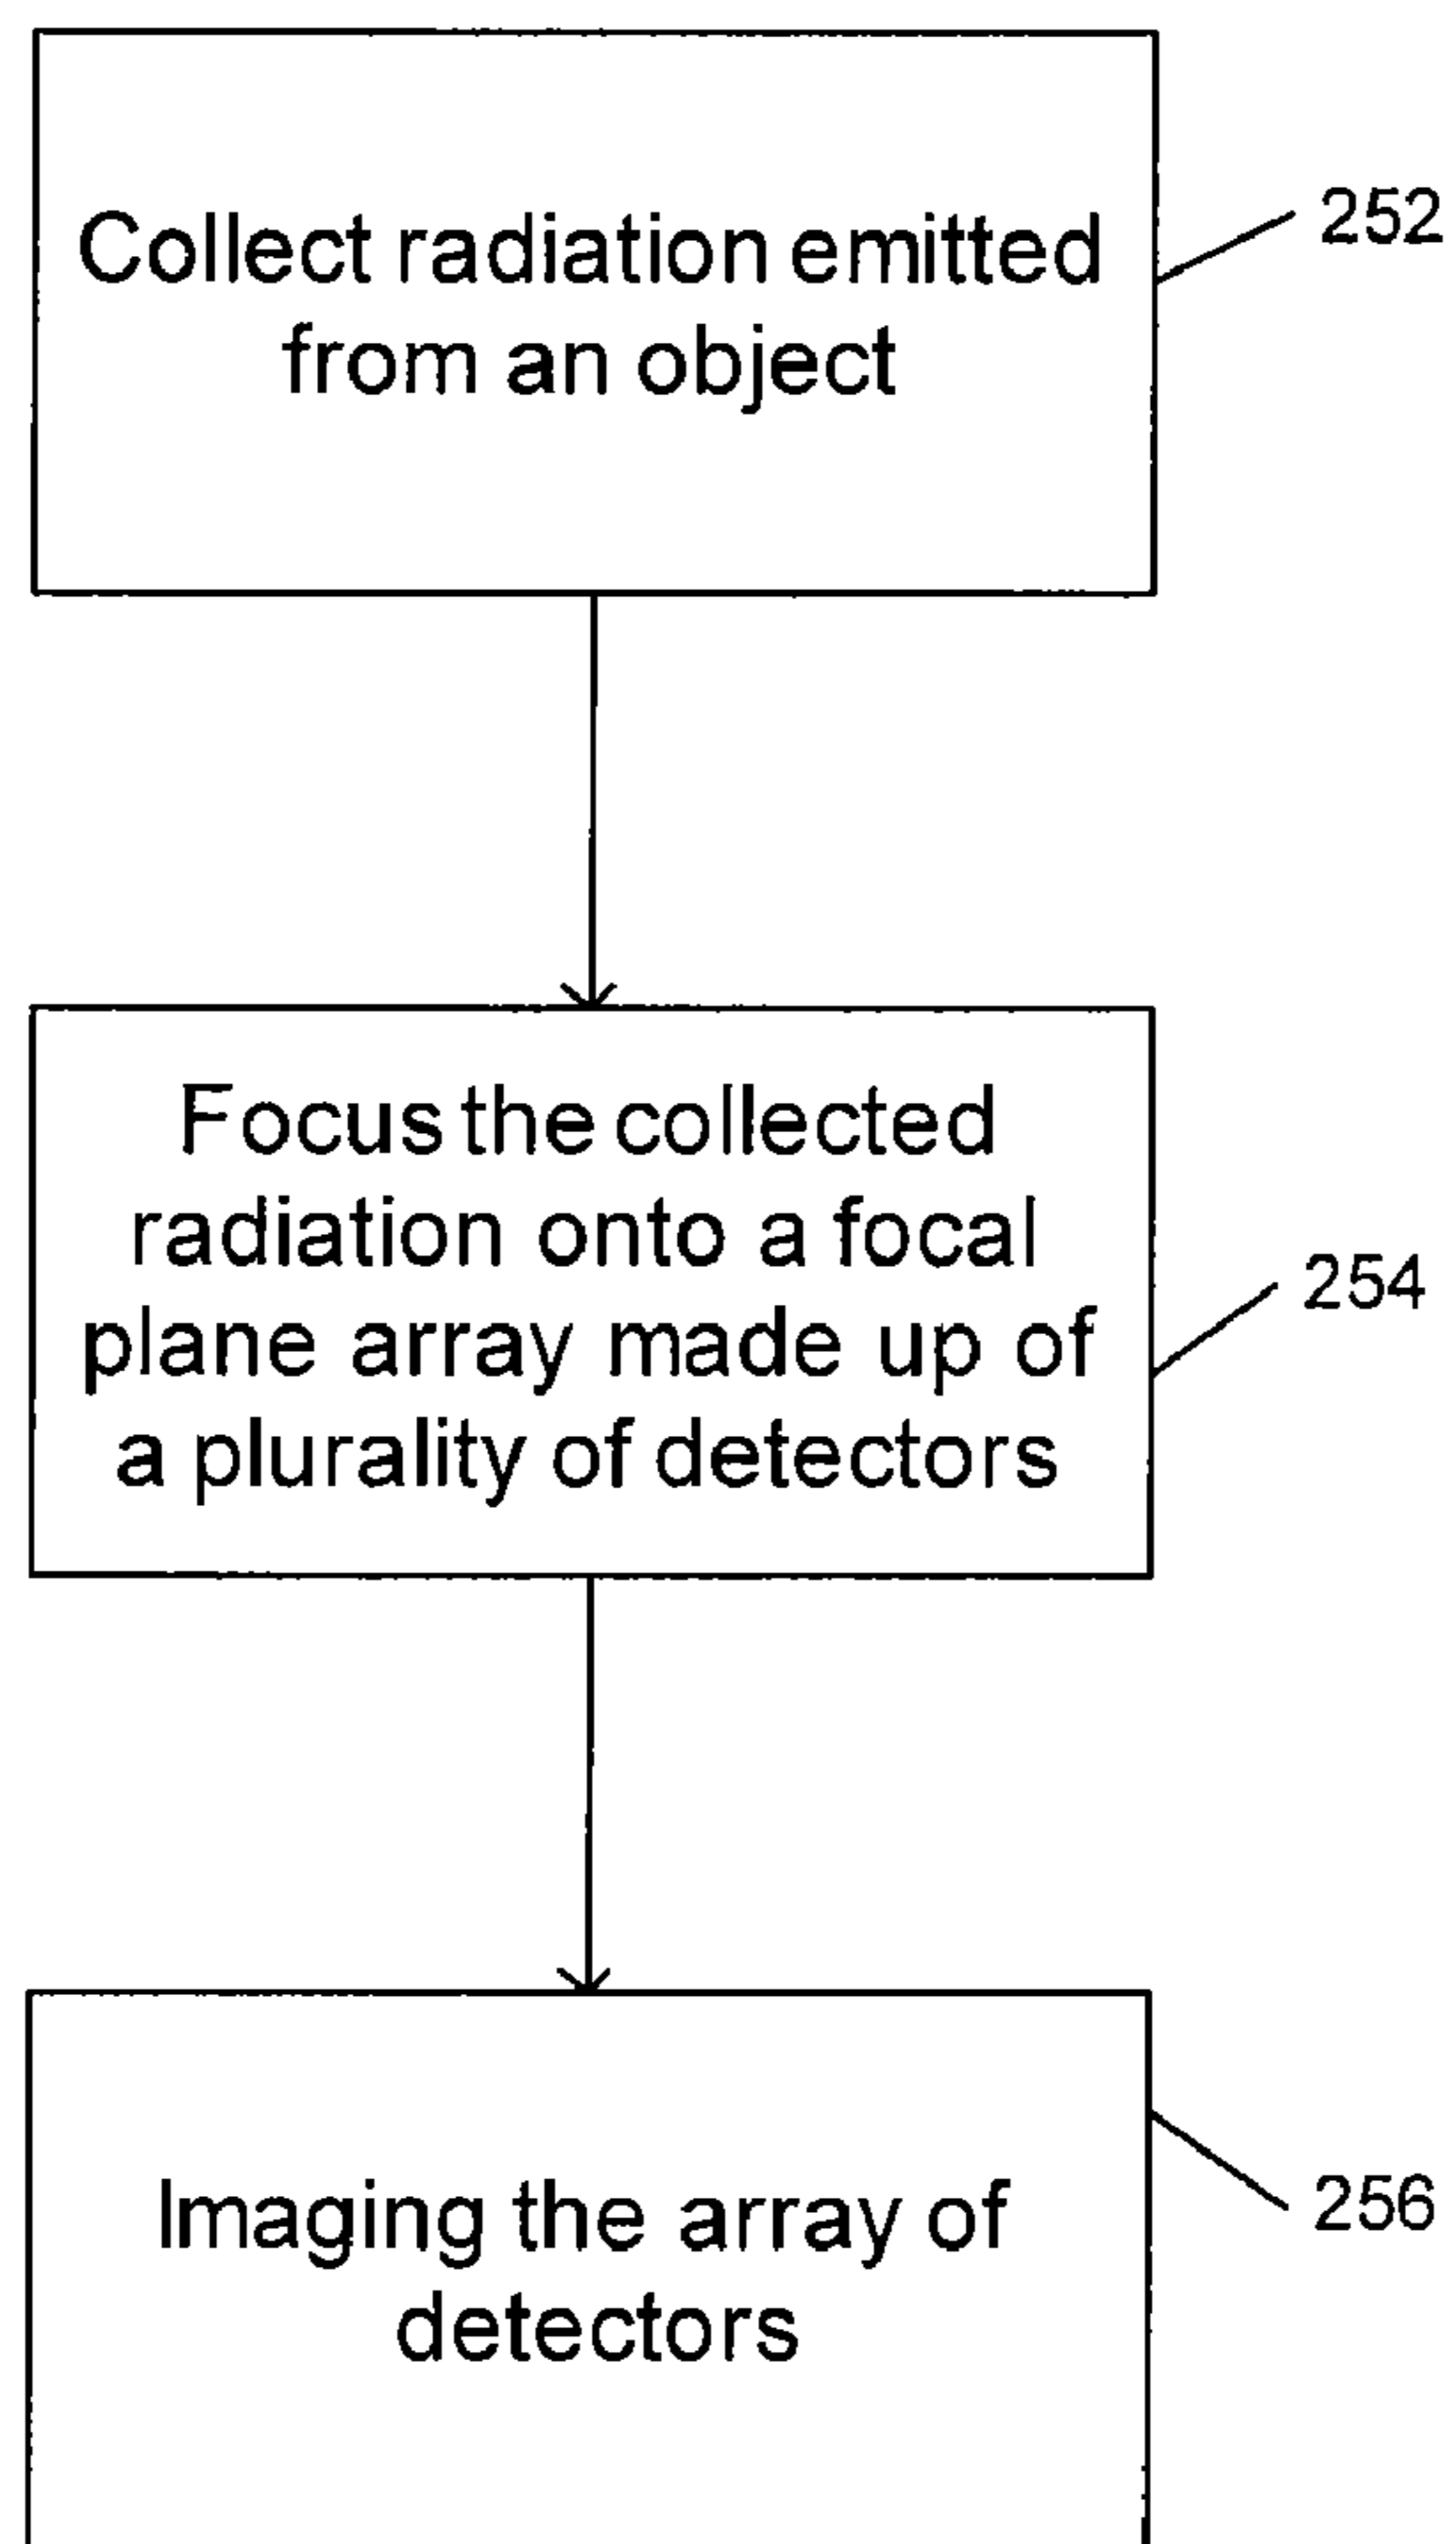 Collect radiation emitted
from an object
252
Focus the collected
radiation onto a focal
plane array made up of
a plurality of detectors
254
Imaging the array of
detectors
256